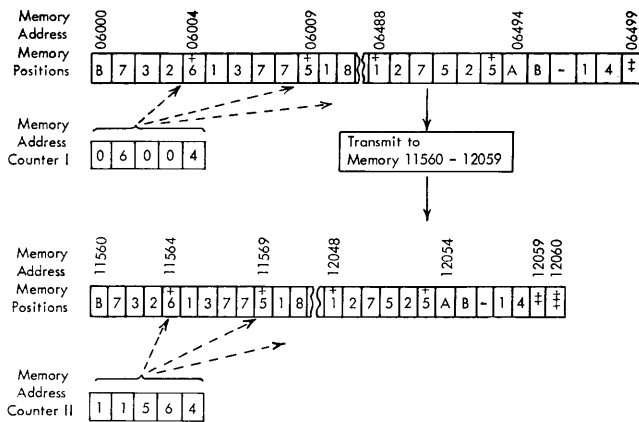 Memory Address 06000 06004 06009 06488 06494 06499
Memory Positions B 7 3 2 +6 1 3 7 7 +5 1 8 +1 2 7 5 2 +5 A B - 1 4 ‡
Memory Address Counter I
0 6 0 0 4
Transmit to
Memory 11560 - 12059
Memory Address 11560 11564 11569 12048 12054 12059 12060
Memory Positions B 7 3 2 +6 1 3 7 7 +5 1 8 +1 2 7 5 2 +5 A B - 1 4 ‡ ‡
Memory Address Counter II
1 1 5 6 4